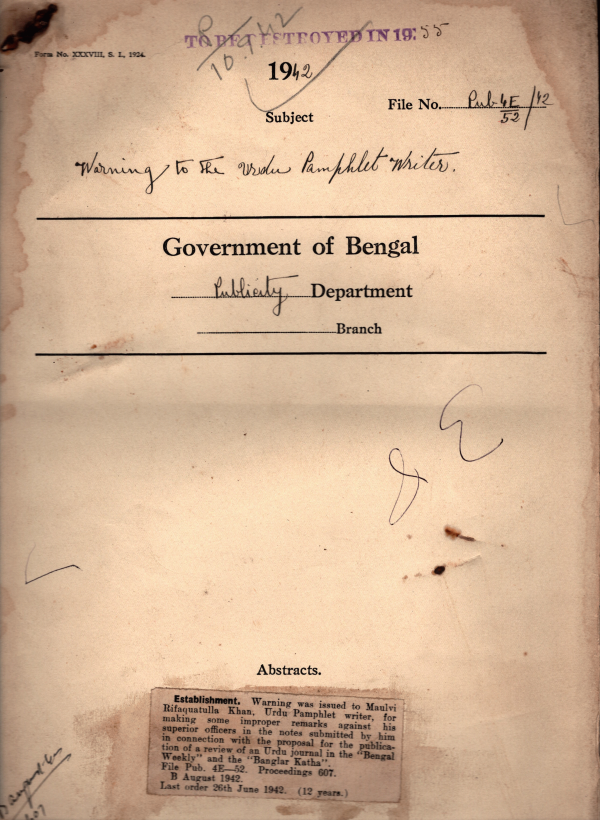 TO BE DESTROYED IN 1955
Form No. XXXVIII, S. I., 1924.
1942
File No. Pub 4E/52/42
Subject
Warning to the Urdu Pamphlet Writer.
Government of Bengal
Publicity Department
Branch
& E
Abstracts.
Establishment. Warning was issued to Maulvi
Rifaquatulla Khan, Urdu Pamphlet writer, for
making some improper remarks against his
superior officers in the notes submitted by him
in connection with the proposal for the publica-
tion of a review of an Urdu journal in the "Bengal
Weekly" and the "Banglar Katha".
File Pub. 4E—52. Proceedings 607.
B August 1942.
Last order 26th June 1942. (12 years.)